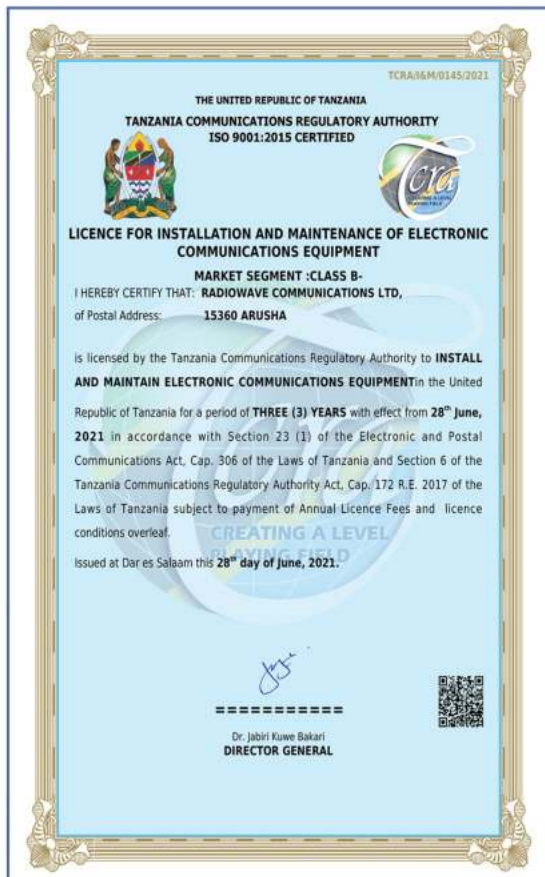 TCRA/I&M/0145/2021
THE UNITED REPUBLIC OF TANZANIA
TANZANIA COMMUNICATIONS REGULATORY AUTHORITY
ISO 9001:2015 CERTIFIED
Tcra
CREATING A LEVEL
PLAYING FIELD
LICENCE FOR INSTALLATION AND MAINTENANCE OF ELECTRONIC
COMMUNICATIONS EQUIPMENT
MARKET SEGMENT :CLASS B-
I HEREBY CERTIFY THAT: RADIOWAVE COMMUNICATIONS LTD,
of Postal Address: 15360 ARUSHA
is licensed by the Tanzania Communications Regulatory Authority to INSTALL
AND MAINTAIN ELECTRONIC COMMUNICATIONS EQUIPMENTin the United
Republic of Tanzania for a period of THREE (3) YEARS with effect from 28th June,
2021 in accordance with Section 23 (1) of the Electronic and Postal
Communications Act, Cap. 306 of the Laws of Tanzania and Section 6 of the
Tanzania Communications Regulatory Authority Act, Cap. 172 R.E. 2017 of the
Laws of Tanzania subject to payment of Annual Licence Fees and licence
conditions overleaf.
CREATING A LEVEL
PLAYING FIELD
Issued at Dar es Salaam this 28th day of June, 2021.
===========
Dr. Jabiri Kuwe Bakari
DIRECTOR GENERAL